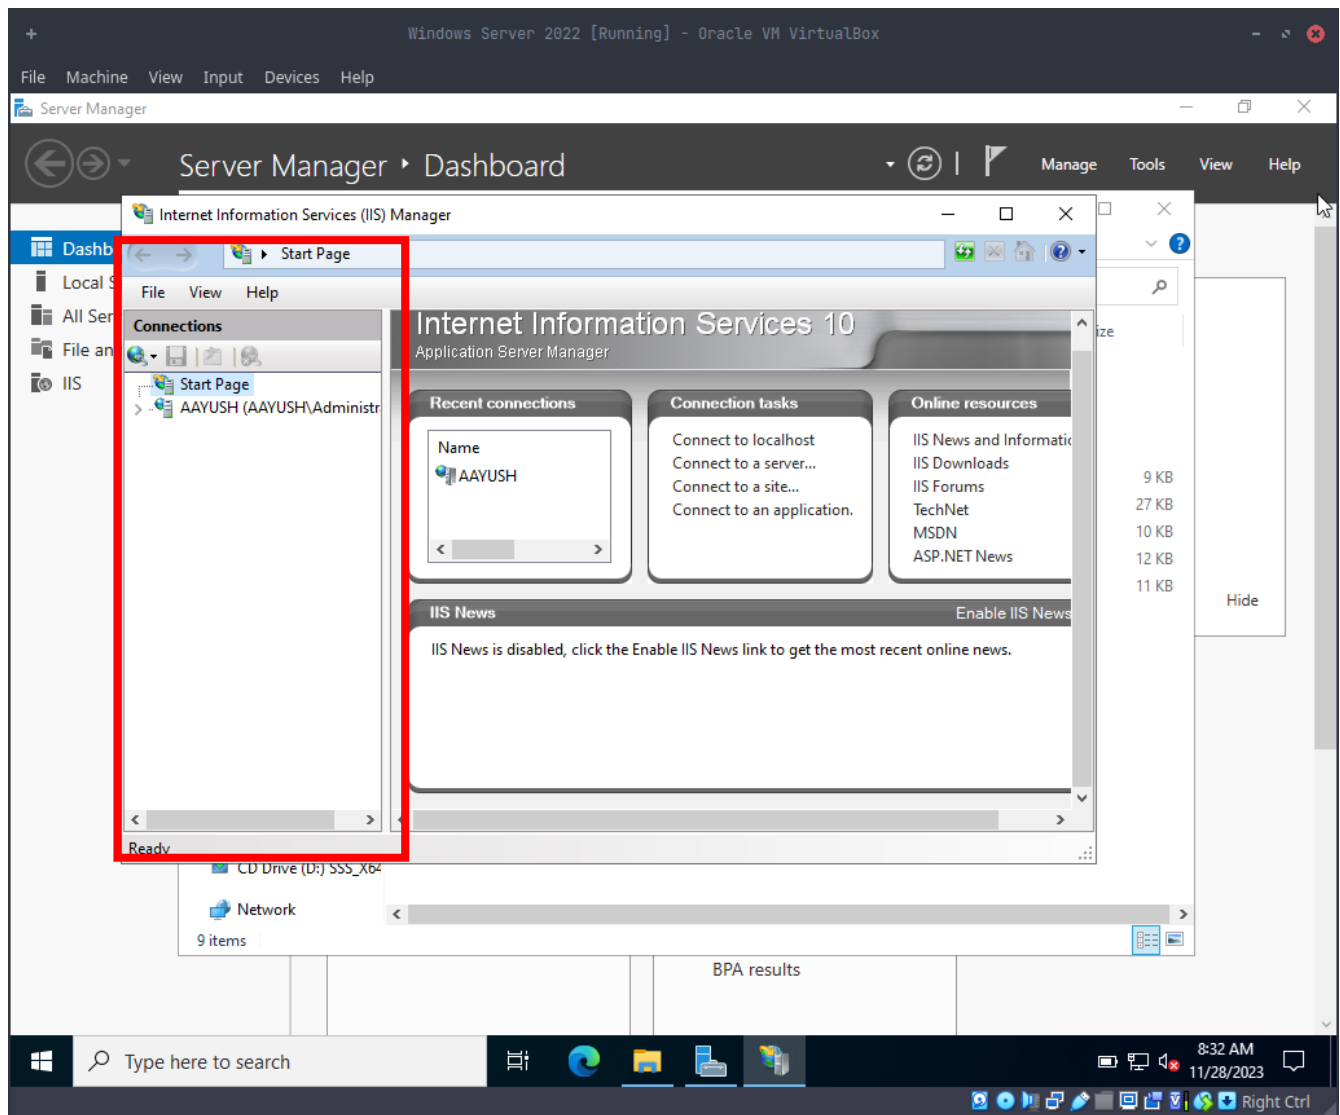 Windows Server 2022 [Running] - Oracle VM VirtualBox
File Machine View Input Devices Help
Server Manager
Server Manager Dashboard
Manage Tools View Help
Internet Information Services (IIS) Manager
Start Page
File View Help
Connections
Start Page
AAYUSH (AAYUSH\Administr
Internet Information Services 10
Application Server Manager
Recent connections
Name
AAYUSH
Connection tasks
Connect to localhost
Connect to a server...
Connect to a site...
Connect to an application.
Online resources
IIS News and Informatic
IIS Downloads
IIS Forums
TechNet
MSDN
ASP.NET News
IIS News
Enable IIS News
IIS News is disabled, click the Enable IIS News link to get the most recent online news.
Ready
Dashb
Local S
All Ser
File an
IIS
ize
9 KB
27 KB
10 KB
12 KB
11 KB
Hide
CD Drive (D:) SSS_X64
Network
9 items
BPA results
Type here to search
8:32 AM
11/28/2023
Right Ctrl